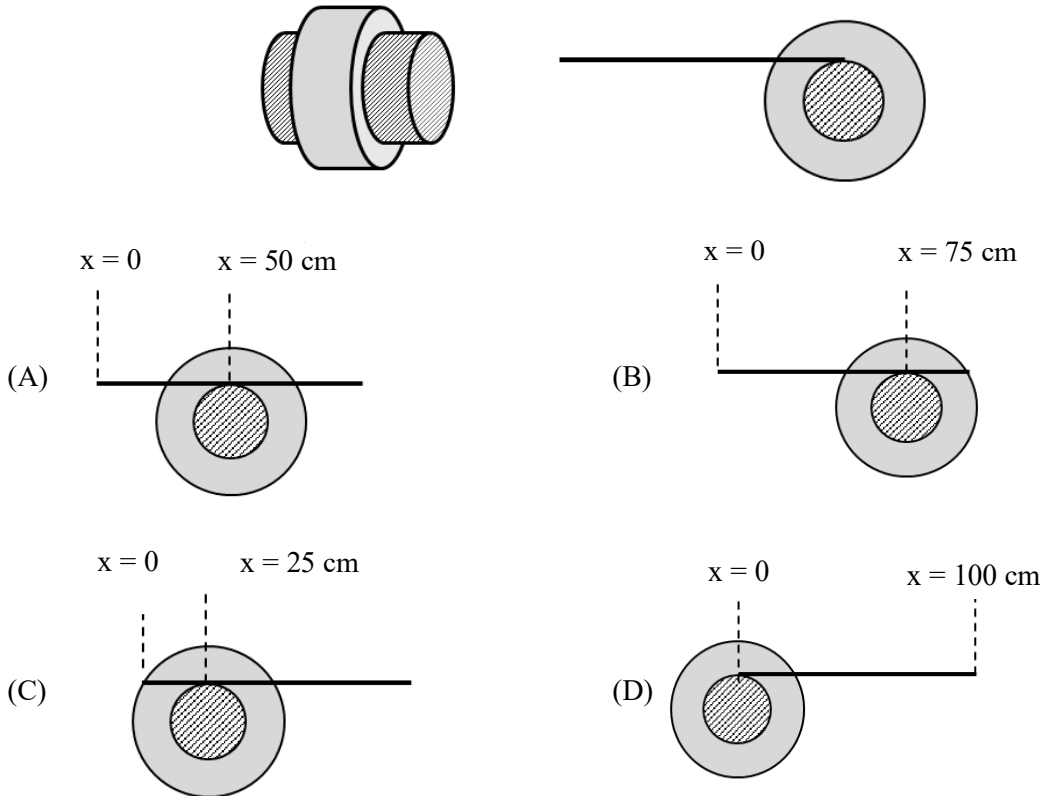 x = 0 x = 50 cm
x = 0 x = 75 cm
(A)
(B)
x = 0 x = 25 cm
x = 0 x = 100 cm
(C)
(D)